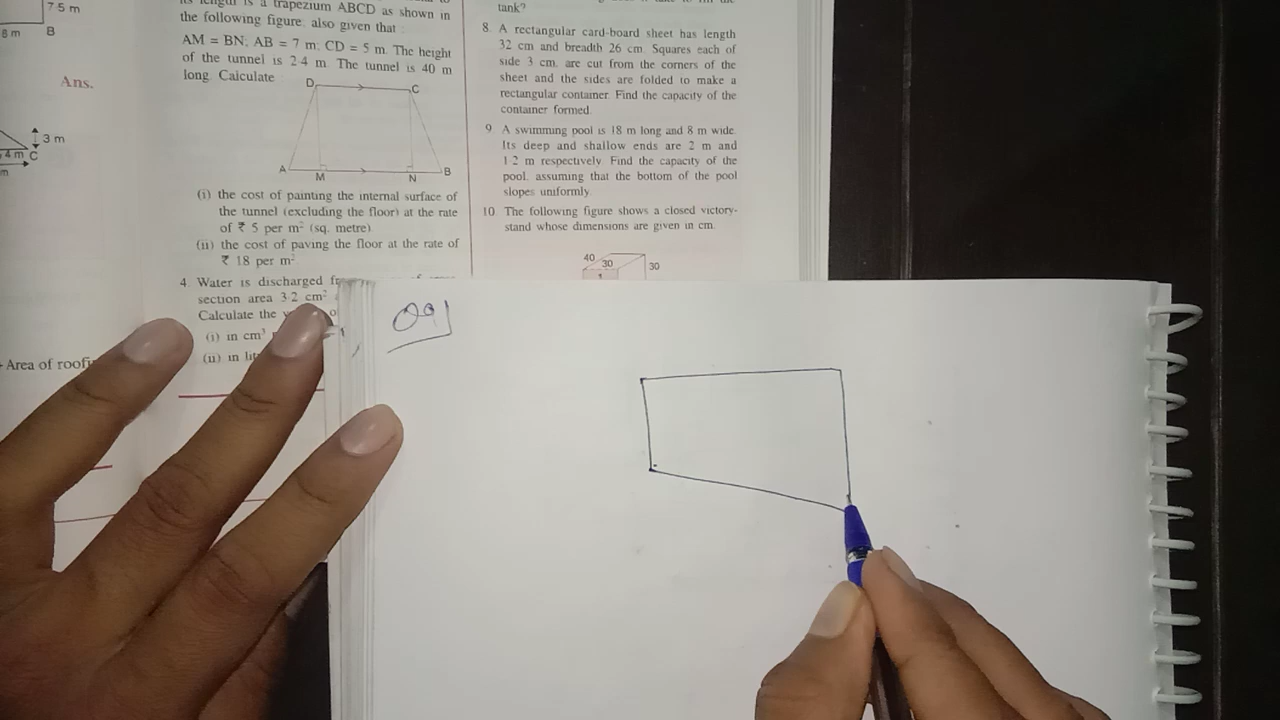 7·5 m
8 m B
Ans.
3 m
4 m C
m
Area of roof
is a trapezium ABCD as shown in
the following figure; also given that :
AM = BN; AB = 7 m; CD = 5 m. The height
of the tunnel is 2·4 m. The tunnel is 40 m
long. Calculate :
D C
A M N B
(i) the cost of painting the internal surface of
the tunnel (excluding the floor) at the rate
of ₹ 5 per m² (sq. metre).
(ii) the cost of paving the floor at the rate of
₹ 18 per m².
4. Water is discharged
section area 3·2 cm²
Calculate the
(i) in cm³
(ii) in
tank?
8. A rectangular card-board sheet has length
32 cm and breadth 26 cm. Squares each of
side 3 cm, are cut from the corners of the
sheet and the sides are folded to make a
rectangular container. Find the capacity of the
container formed.
9. A swimming pool is 18 m long and 8 m wide.
Its deep and shallow ends are 2 m and
1·2 m respectively. Find the capacity of the
pool, assuming that the bottom of the pool
slopes uniformly.
10. The following figure shows a closed victory-
stand whose dimensions are given in cm.
40 30 30
1
Q9